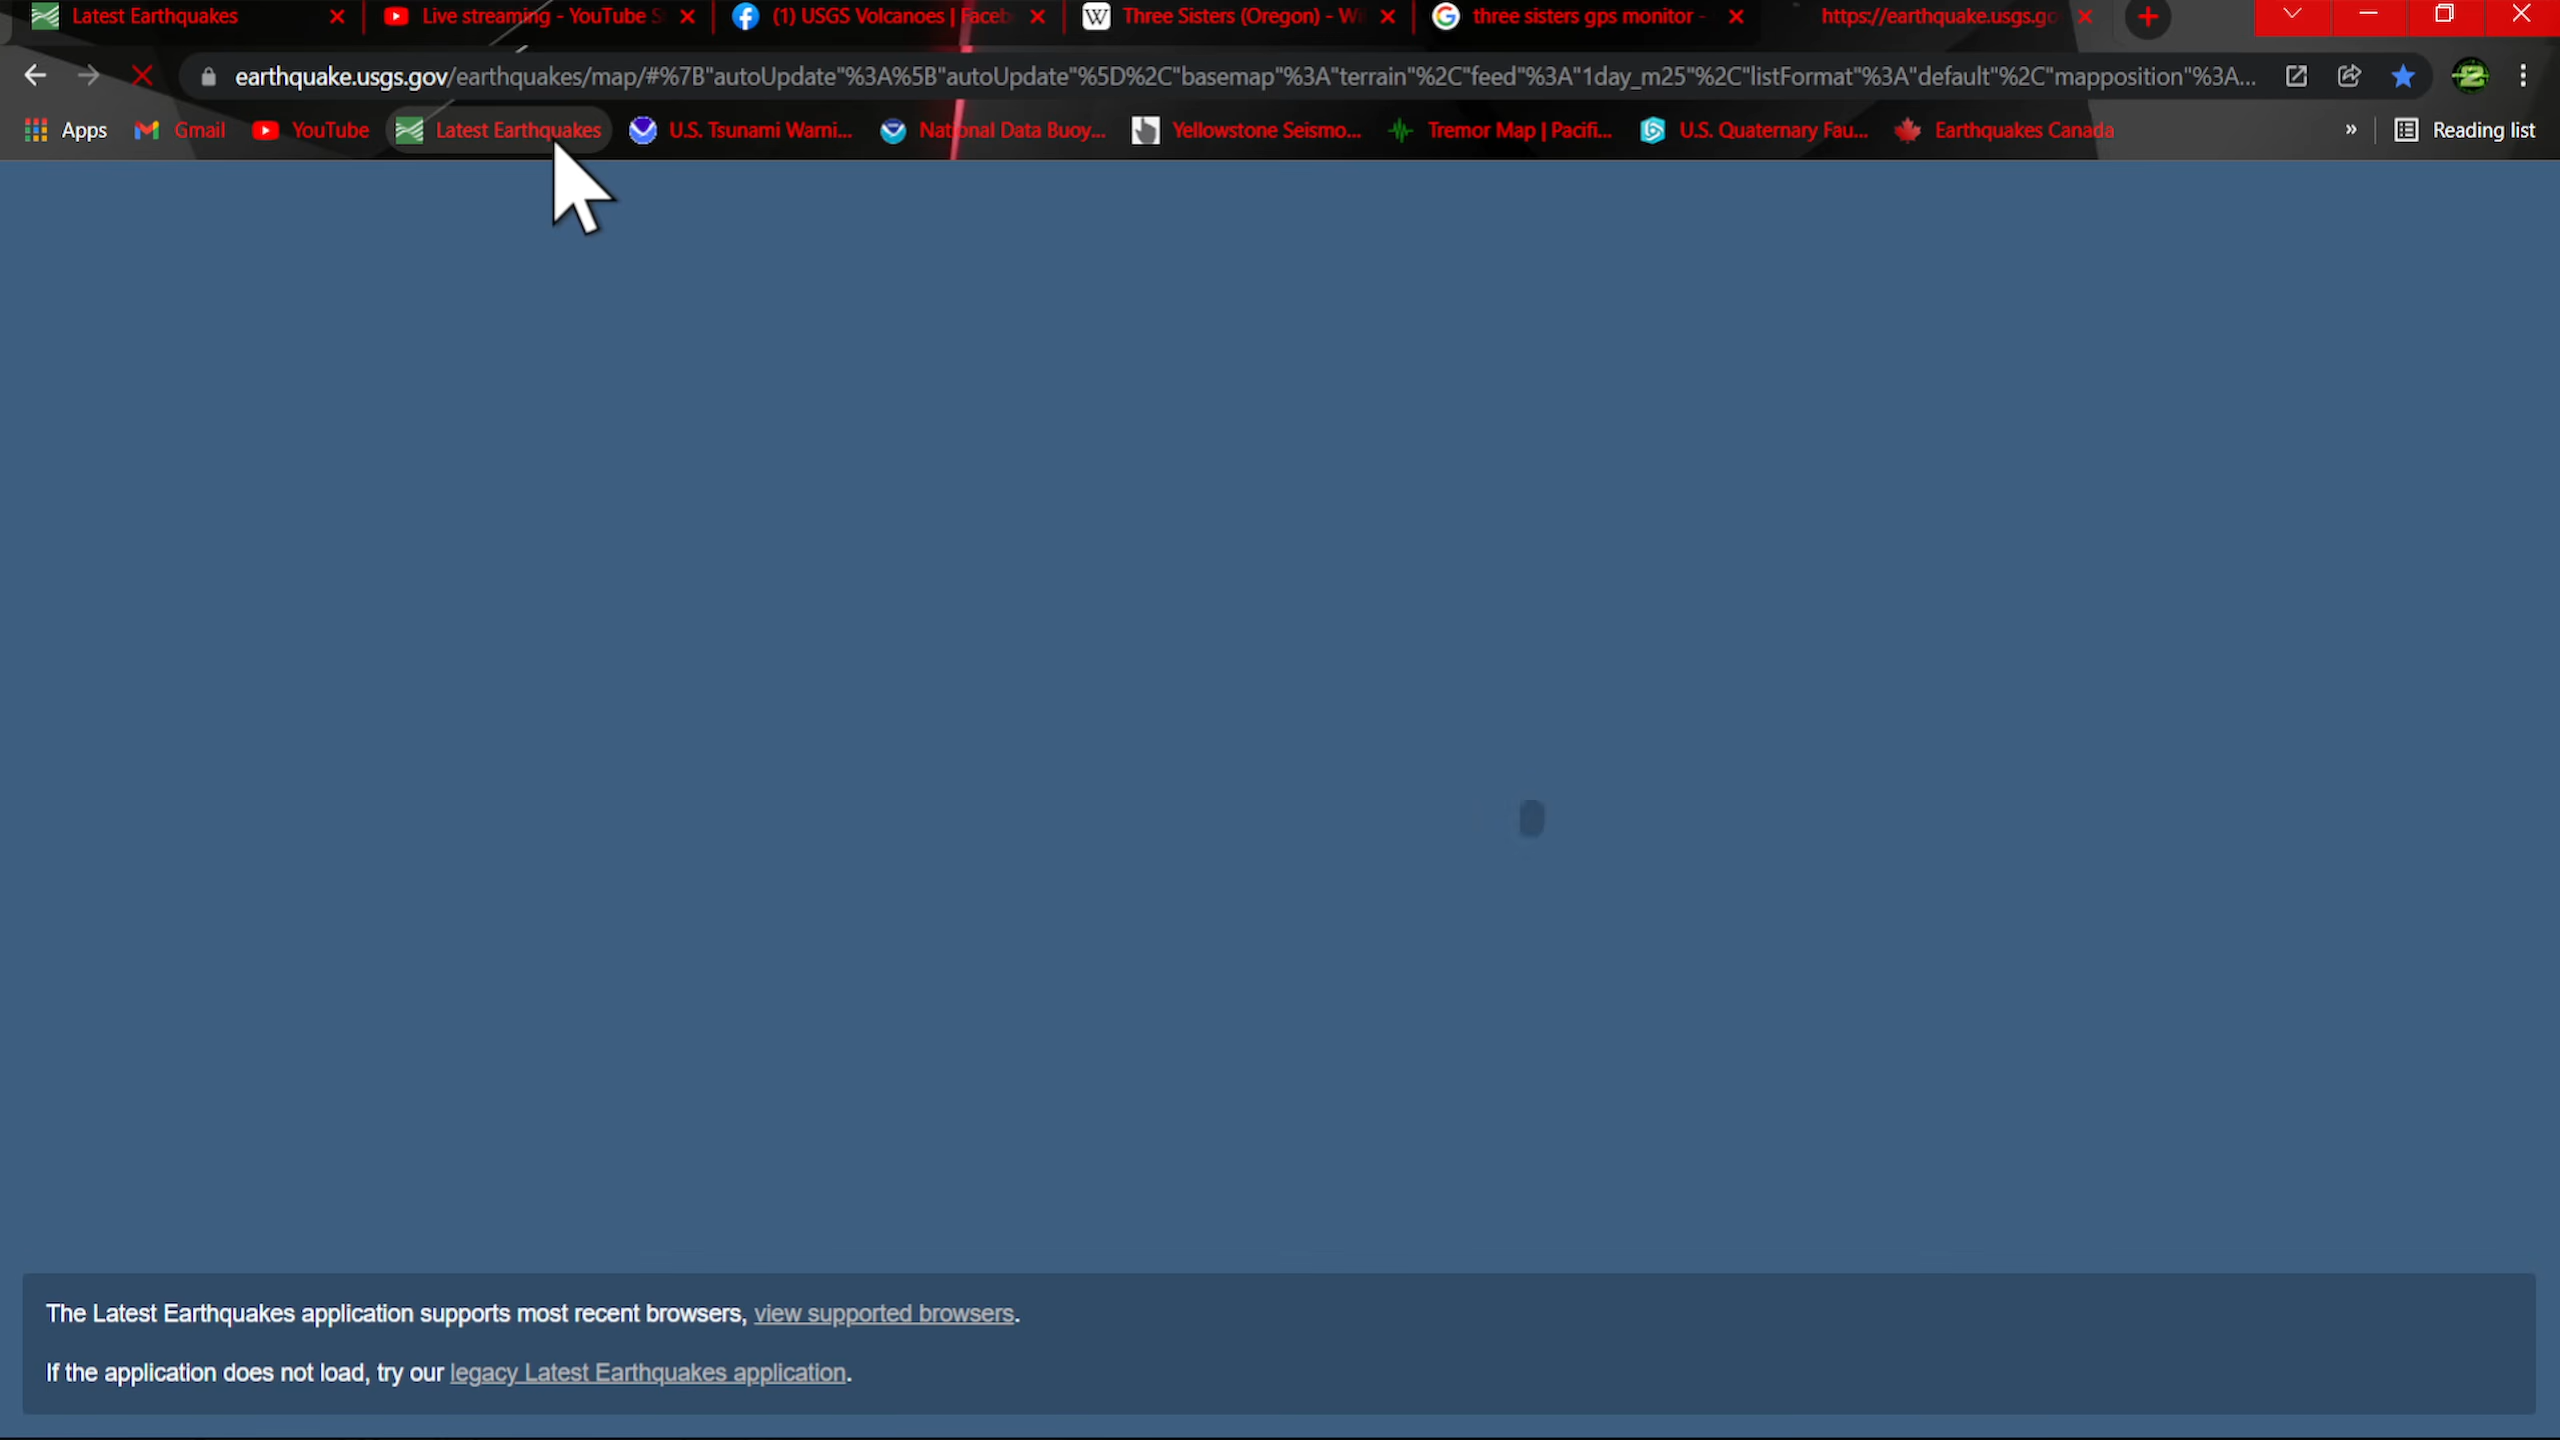 Latest Earthquakes
Live streaming - YouTube S
(1) USGS Volcanoes | Faceb
Three Sisters (Oregon) - Wi
three sisters gps monitor -
https://earthquake.usgs.go
earthquake.usgs.gov/earthquakes/map/#%7B"autoUpdate"%3A%5B"autoUpdate"%5D%2C"basemap"%3A"terrain"%2C"feed"%3A"1day_m25"%2C"listFormat"%3A"default"%2C"mapposition"%3A...
Apps
Gmail
YouTube
Latest Earthquakes
U.S. Tsunami Warni...
National Data Buoy...
Yellowstone Seismo...
Tremor Map | Pacifi...
U.S. Quaternary Fau...
Earthquakes Canada
»
Reading list
The Latest Earthquakes application supports most recent browsers, view supported browsers.
If the application does not load, try our legacy Latest Earthquakes application.